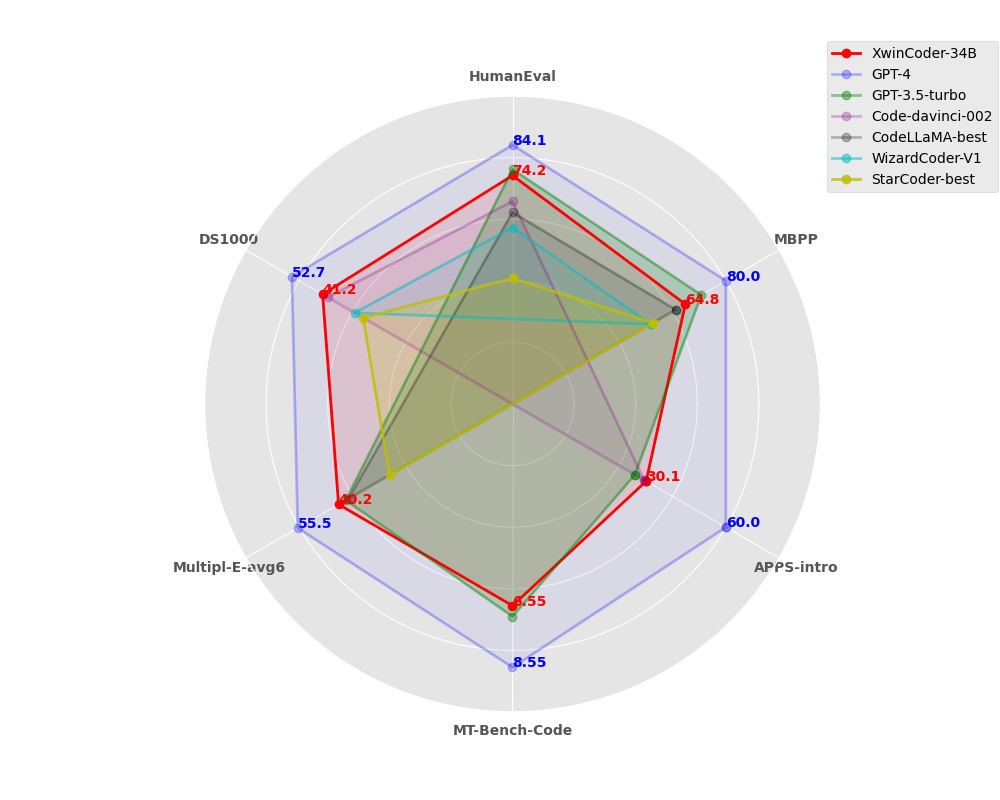 XwinCoder-34B
GPT-4
GPT-3.5-turbo
Code-davinci-002
CodeLLaMA-best
WizardCoder-V1
StarCoder-best
HumanEval
84.1
74.2
DS1000
MBPP
52.7
80.0
41.2
64.8
30.1
40.2
55.5
60.0
Multipl-E-avg6
APPS-intro
6.55
8.55
MT-Bench-Code